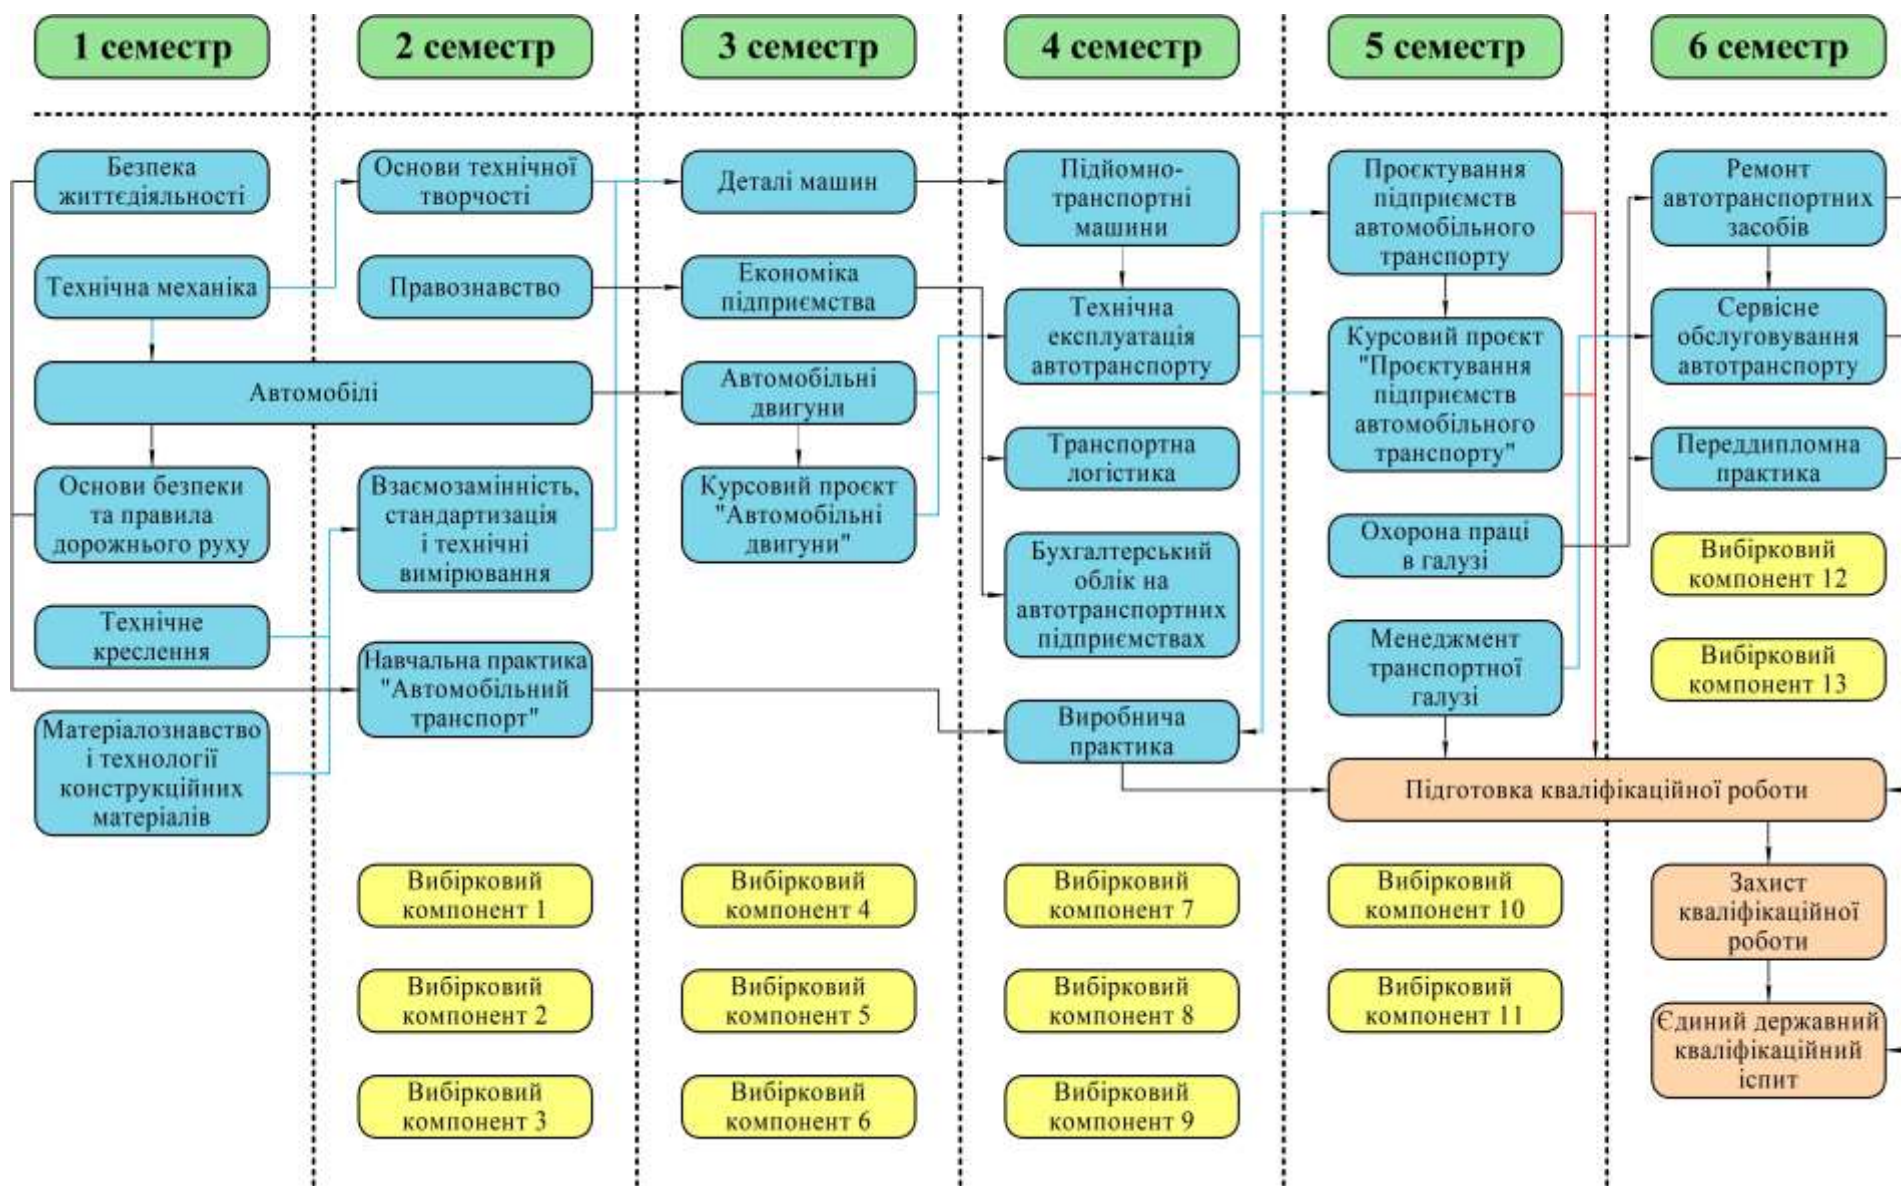 1 семестр
2 семестр
3 семестр
4 семестр
5 семестр
6 семестр
Безпека
життєдіяльності
Технічна механіка
Автомобілі
Основи безпеки
та правила
дорожнього руху
Технічне
креслення
Матеріалознавство
і технології
конструкційних
матеріалів
Основи технічної
творчості
Правознавство
Взаємозамінність,
стандартизація
і технічні
вимірювання
Навчальна практика
"Автомобільний
транспорт"
Вибірковий
компонент 1
Вибірковий
компонент 2
Вибірковий
компонент 3
Деталі машин
Економіка
підприємства
Автомобільні
двигуни
Курсовий проєкт
"Автомобільні
двигуни"
Вибірковий
компонент 4
Вибірковий
компонент 5
Вибірковий
компонент 6
Підйомно-
транспортні
машини
Технічна
експлуатація
автотранспорту
Транспортна
логістика
Бухгалтерський
облік на
автотранспортних
підприємствах
Виробнича
практика
Вибірковий
компонент 7
Вибірковий
компонент 8
Вибірковий
компонент 9
Проєктування
підприємств
автомобільного
транспорту
Курсовий проєкт
"Проєктування
підприємств
автомобільного
транспорту"
Охорона праці
в галузі
Менеджмент
транспортної
галузі
Підготовка кваліфікаційної роботи
Вибірковий
компонент 10
Вибірковий
компонент 11
Ремонт
автотранспортних
засобів
Сервісне
обслуговування
автотранспорту
Переддипломна
практика
Вибірковий
компонент 12
Вибірковий
компонент 13
Захист
кваліфікаційної
роботи
Єдиний державний
кваліфікаційний
іспит